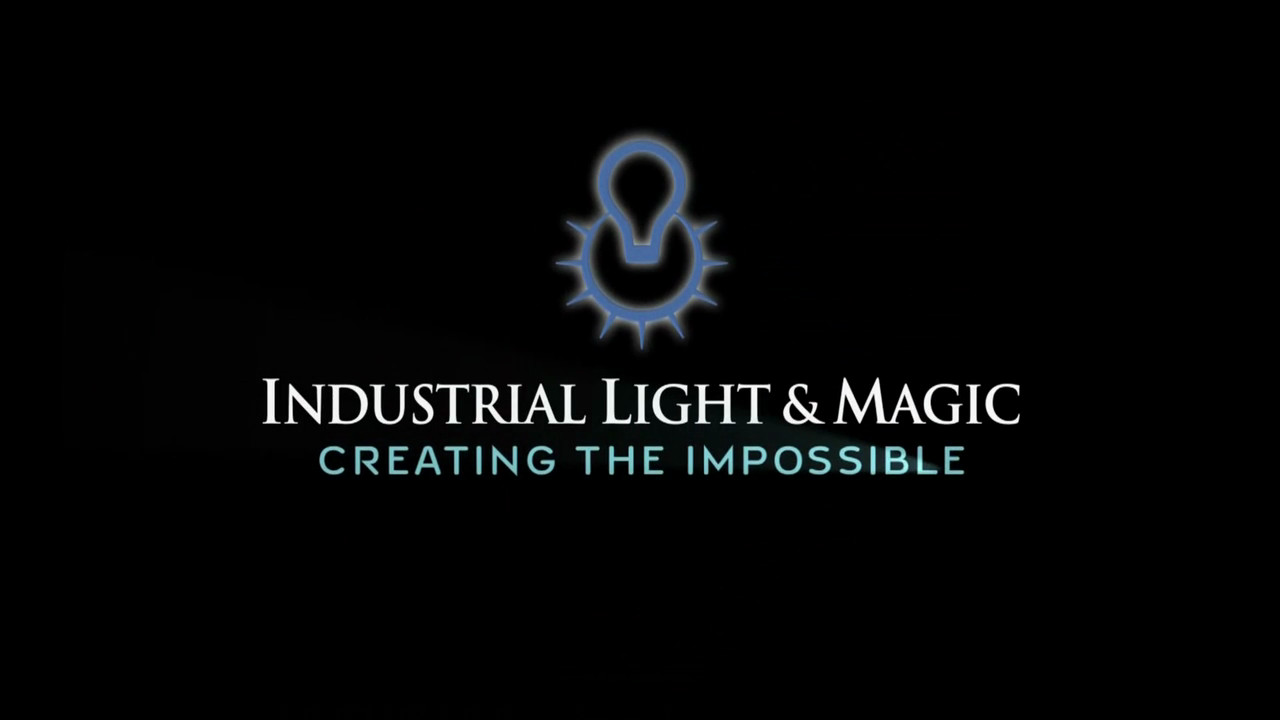 INDUSTRIAL LIGHT & MAGIC
CREATING THE IMPOSSIBLE